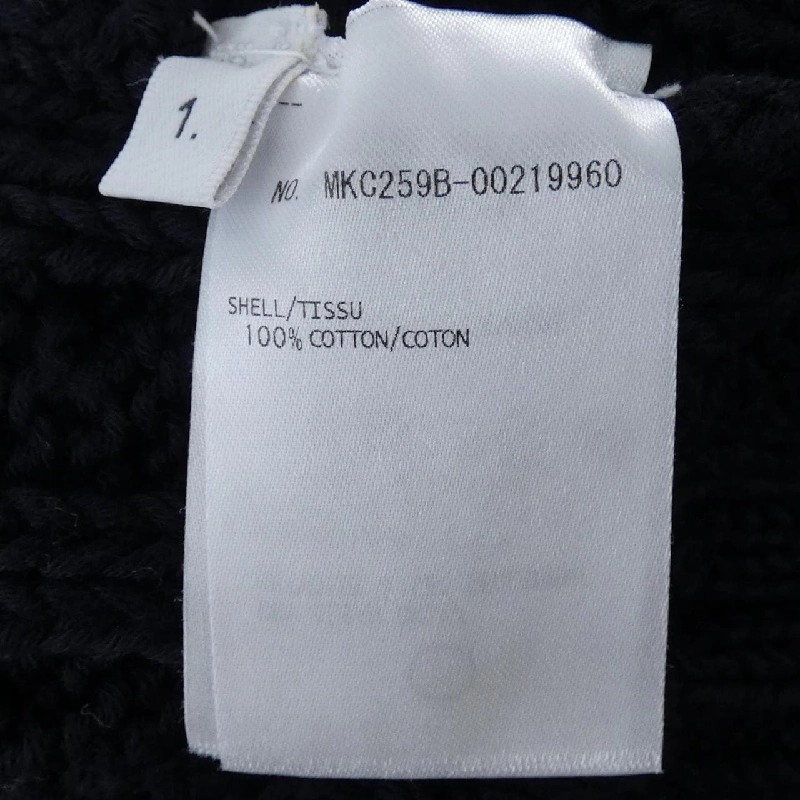 1.
--
NO. MKC259B-00219960
SHELL/TISSU
100% COTTON/COTON